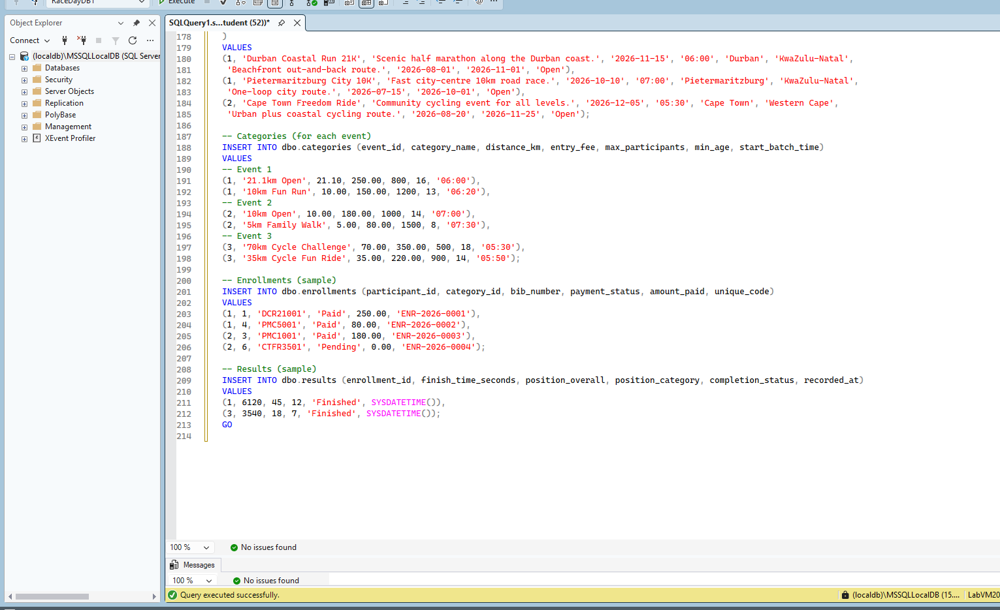 RaceDayDB1
Execute
Object Explorer
Connect
(localdb)\MSSQLLocalDB (SQL Server
Databases
Security
Server Objects
Replication
PolyBase
Management
XEvent Profiler
SQLQuery1.s...tudent (52))*
178 )
179 VALUES
180 (1, 'Durban Coastal Run 21K', 'Scenic half marathon along the Durban coast.', '2026-11-15', '06:00', 'Durban', 'KwaZulu-Natal',
181 'Beachfront out-and-back route.', '2026-08-01', '2026-11-01', 'Open'),
182 (1, 'Pietermaritzburg City 10K', 'Fast city-centre 10km road race.', '2026-10-10', '07:00', 'Pietermaritzburg', 'KwaZulu-Natal',
183 'One-loop city route.', '2026-07-15', '2026-10-01', 'Open'),
184 (2, 'Cape Town Freedom Ride', 'Community cycling event for all levels.', '2026-12-05', '05:30', 'Cape Town', 'Western Cape',
185 'Urban plus coastal cycling route.', '2026-08-20', '2026-11-25', 'Open');
186
187 -- Categories (for each event)
188 INSERT INTO dbo.categories (event_id, category_name, distance_km, entry_fee, max_participants, min_age, start_batch_time)
189 VALUES
190 -- Event 1
191 (1, '21.1km Open', 21.10, 250.00, 800, 16, '06:00'),
192 (1, '10km Fun Run', 10.00, 150.00, 1200, 13, '06:20'),
193 -- Event 2
194 (2, '10km Open', 10.00, 180.00, 1000, 14, '07:00'),
195 (2, '5km Family Walk', 5.00, 80.00, 1500, 8, '07:30'),
196 -- Event 3
197 (3, '70km Cycle Challenge', 70.00, 350.00, 500, 18, '05:30'),
198 (3, '35km Cycle Fun Ride', 35.00, 220.00, 900, 14, '05:50');
199
200 -- Enrollments (sample)
201 INSERT INTO dbo.enrollments (participant_id, category_id, bib_number, payment_status, amount_paid, unique_code)
202 VALUES
203 (1, 1, 'DCR21001', 'Paid', 250.00, 'ENR-2026-0001'),
204 (1, 4, 'PMC5001', 'Paid', 80.00, 'ENR-2026-0002'),
205 (2, 3, 'PMC1001', 'Paid', 180.00, 'ENR-2026-0003'),
206 (2, 6, 'CTFR3501', 'Pending', 0.00, 'ENR-2026-0004');
207
208 -- Results (sample)
209 INSERT INTO dbo.results (enrollment_id, finish_time_seconds, position_overall, position_category, completion_status, recorded_at)
210 VALUES
211 (1, 6120, 45, 12, 'Finished', SYSDATETIME()),
212 (3, 3540, 18, 7, 'Finished', SYSDATETIME());
213 GO
214
100 %
No issues found
Messages
100 %
No issues found
Query executed successfully.
(localdb)\MSSQLLocalDB (15....
LabVM20